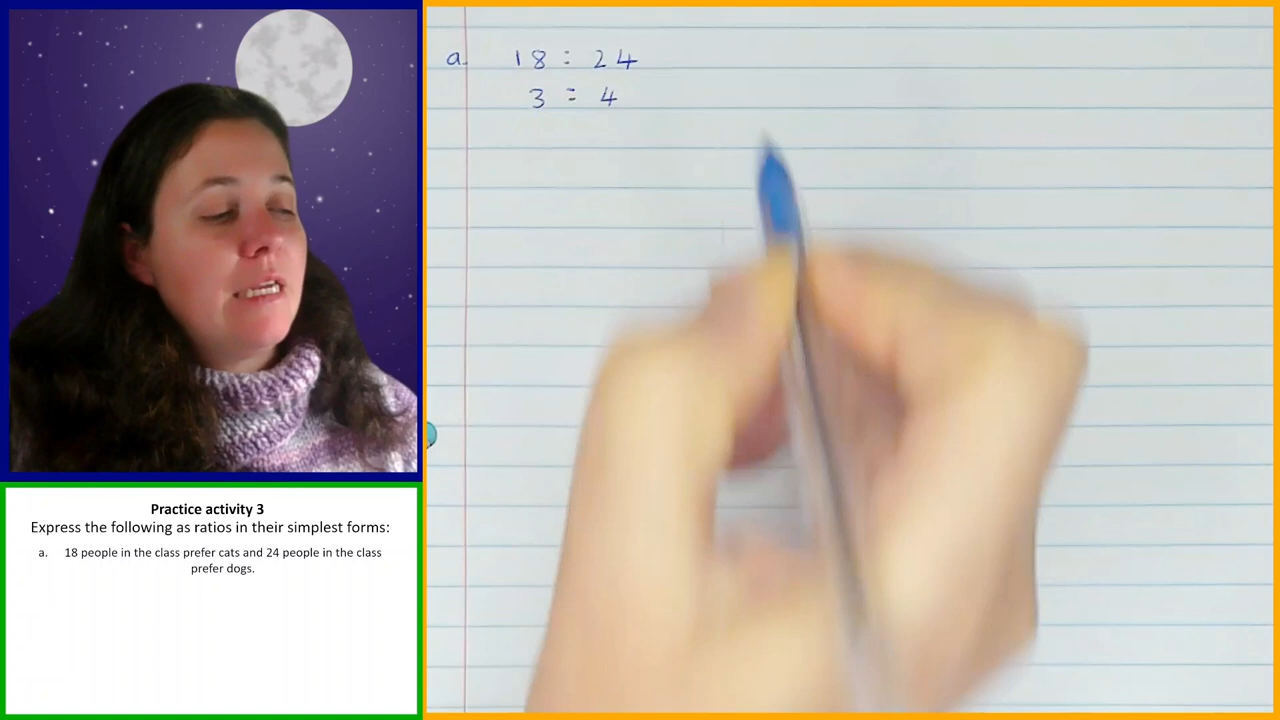 a. 18 : 24
3 : 4
Practice activity 3
Express the following as ratios in their simplest forms:
a. 18 people in the class prefer cats and 24 people in the class
prefer dogs.